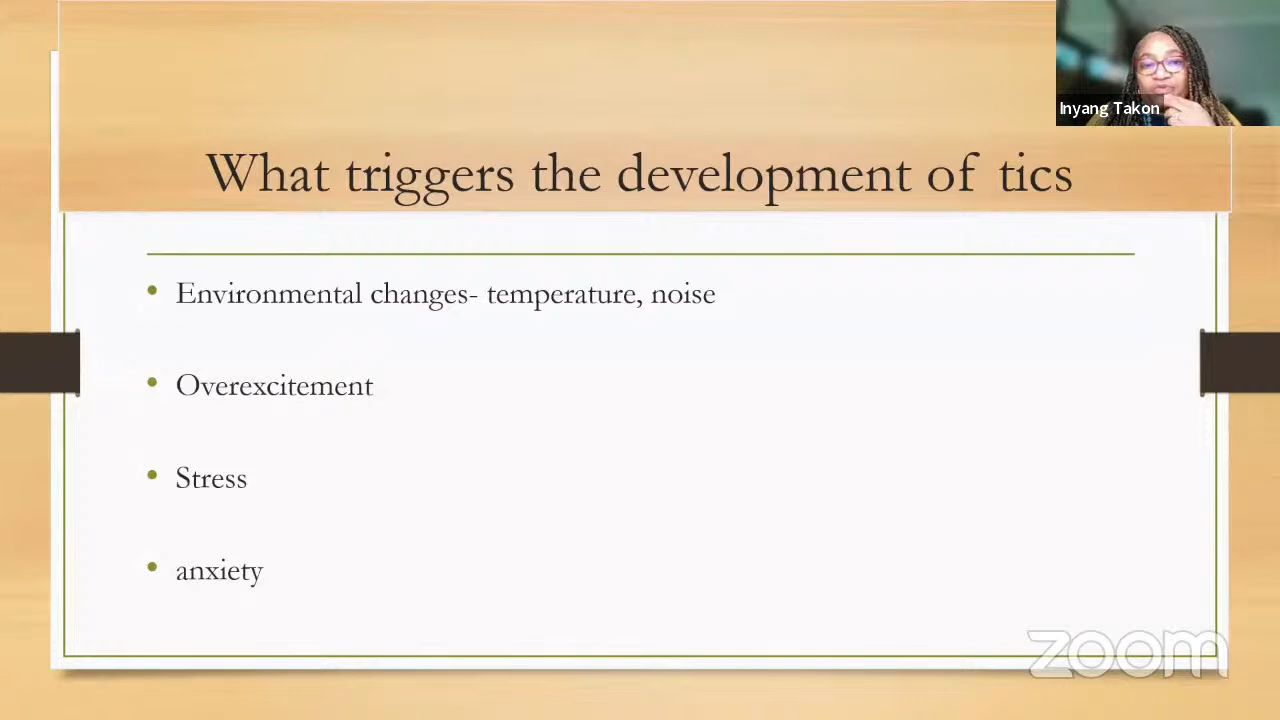 Inyang Takon
What triggers the development of tics
• Environmental changes- temperature, noise
• Overexcitement
• Stress
• anxiety
zoom